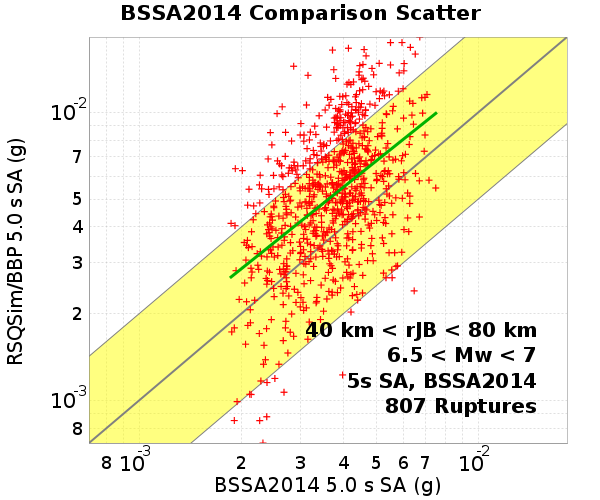 BSSA2014 Comparison Scatter
RSQSim/BBP 5.0 s SA (g)
10-2
7
5
4
3
2
10-3
8
40 km < rJB < 80 km
6.5 < Mw < 7
5s SA, BSSA2014
807 Ruptures
8 10-3 2 3 4 5 6 7 10-2
BSSA2014 5.0 s SA (g)